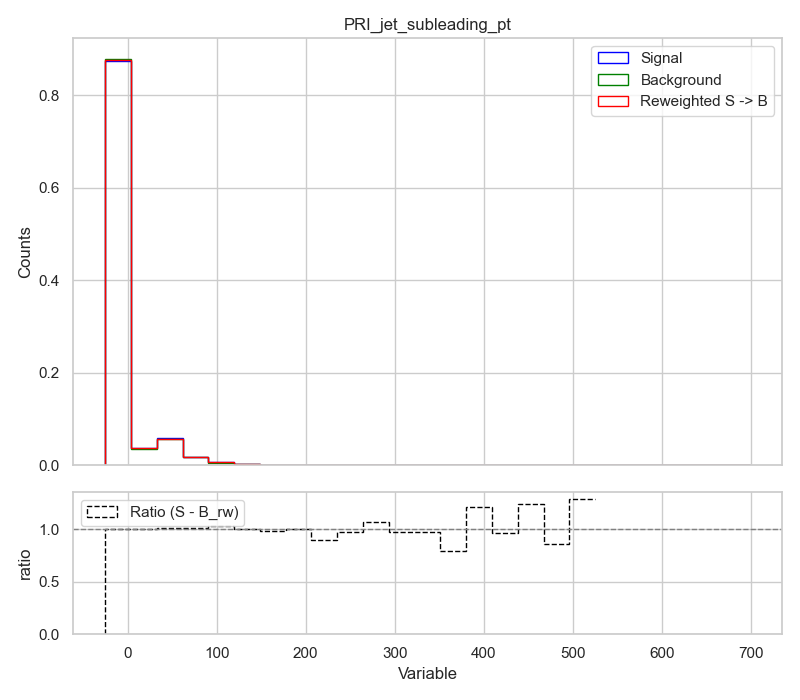 PRI_jet_subleading_pt
Signal
Background
Reweighted S -> B
Counts
0.8
0.6
0.4
0.2
0.0
Ratio (S - B_rw)
ratio
1.0
0.5
0.0
0 100 200 300 400 500 600 700
Variable